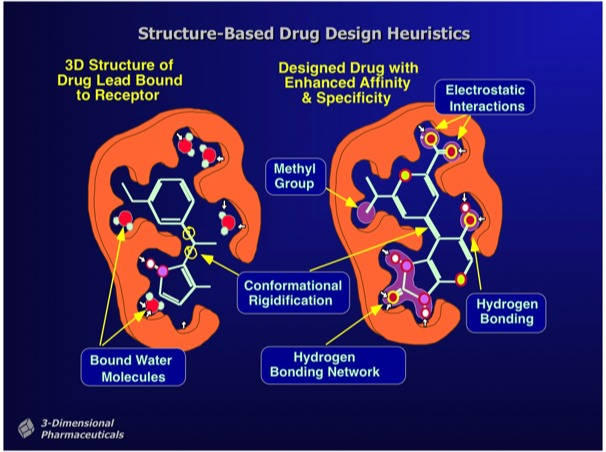 Structure-Based Drug Design Heuristics
3D Structure of
Drug Lead Bound
to Receptor
Designed Drug with
Enhanced Affinity
& Specificity
Electrostatic
Interactions
Methyl
Group
Conformational
Rigidification
Hydrogen
Bonding
Bound Water
Molecules
Hydrogen
Bonding Network
3-Dimensional
Pharmaceuticals